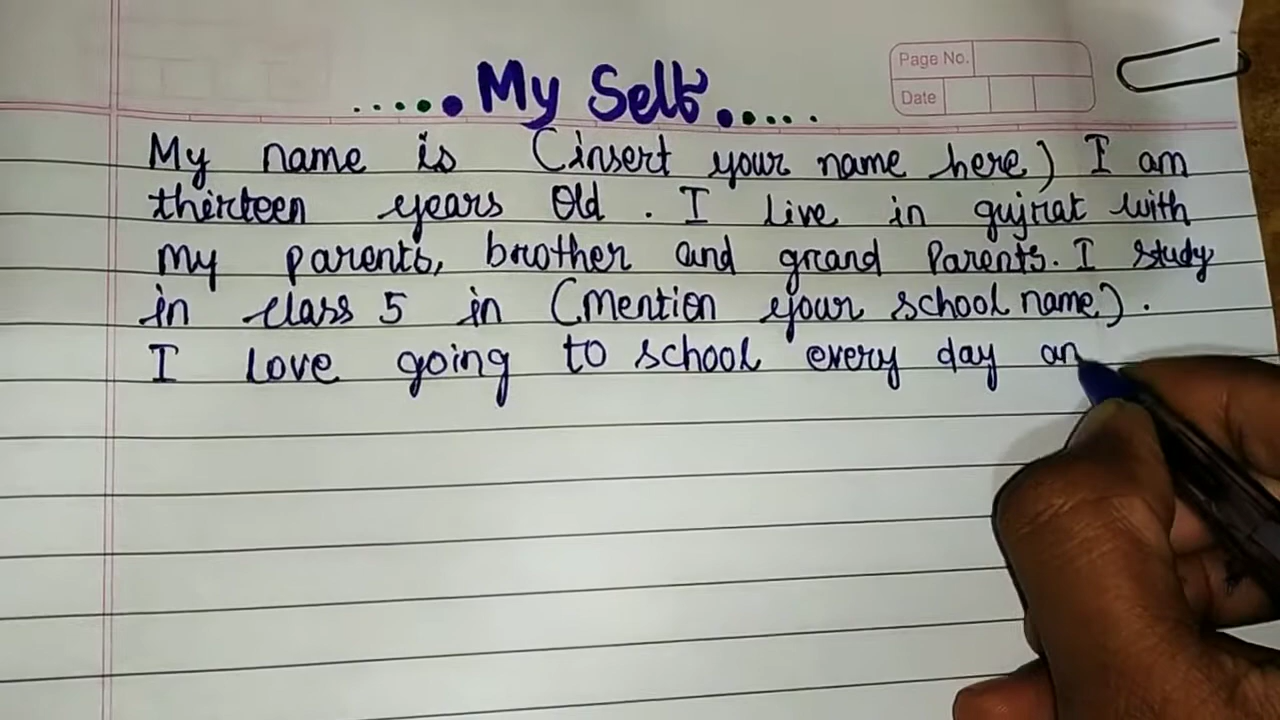 Page No.
Date
.....My Self.....
My name is (insert your name here) I am
thirteen years Old. I live in gujrat with
My parents, brother and grand Parents. I study
in class 5 in (Mention your school name).
I love going to school every day an